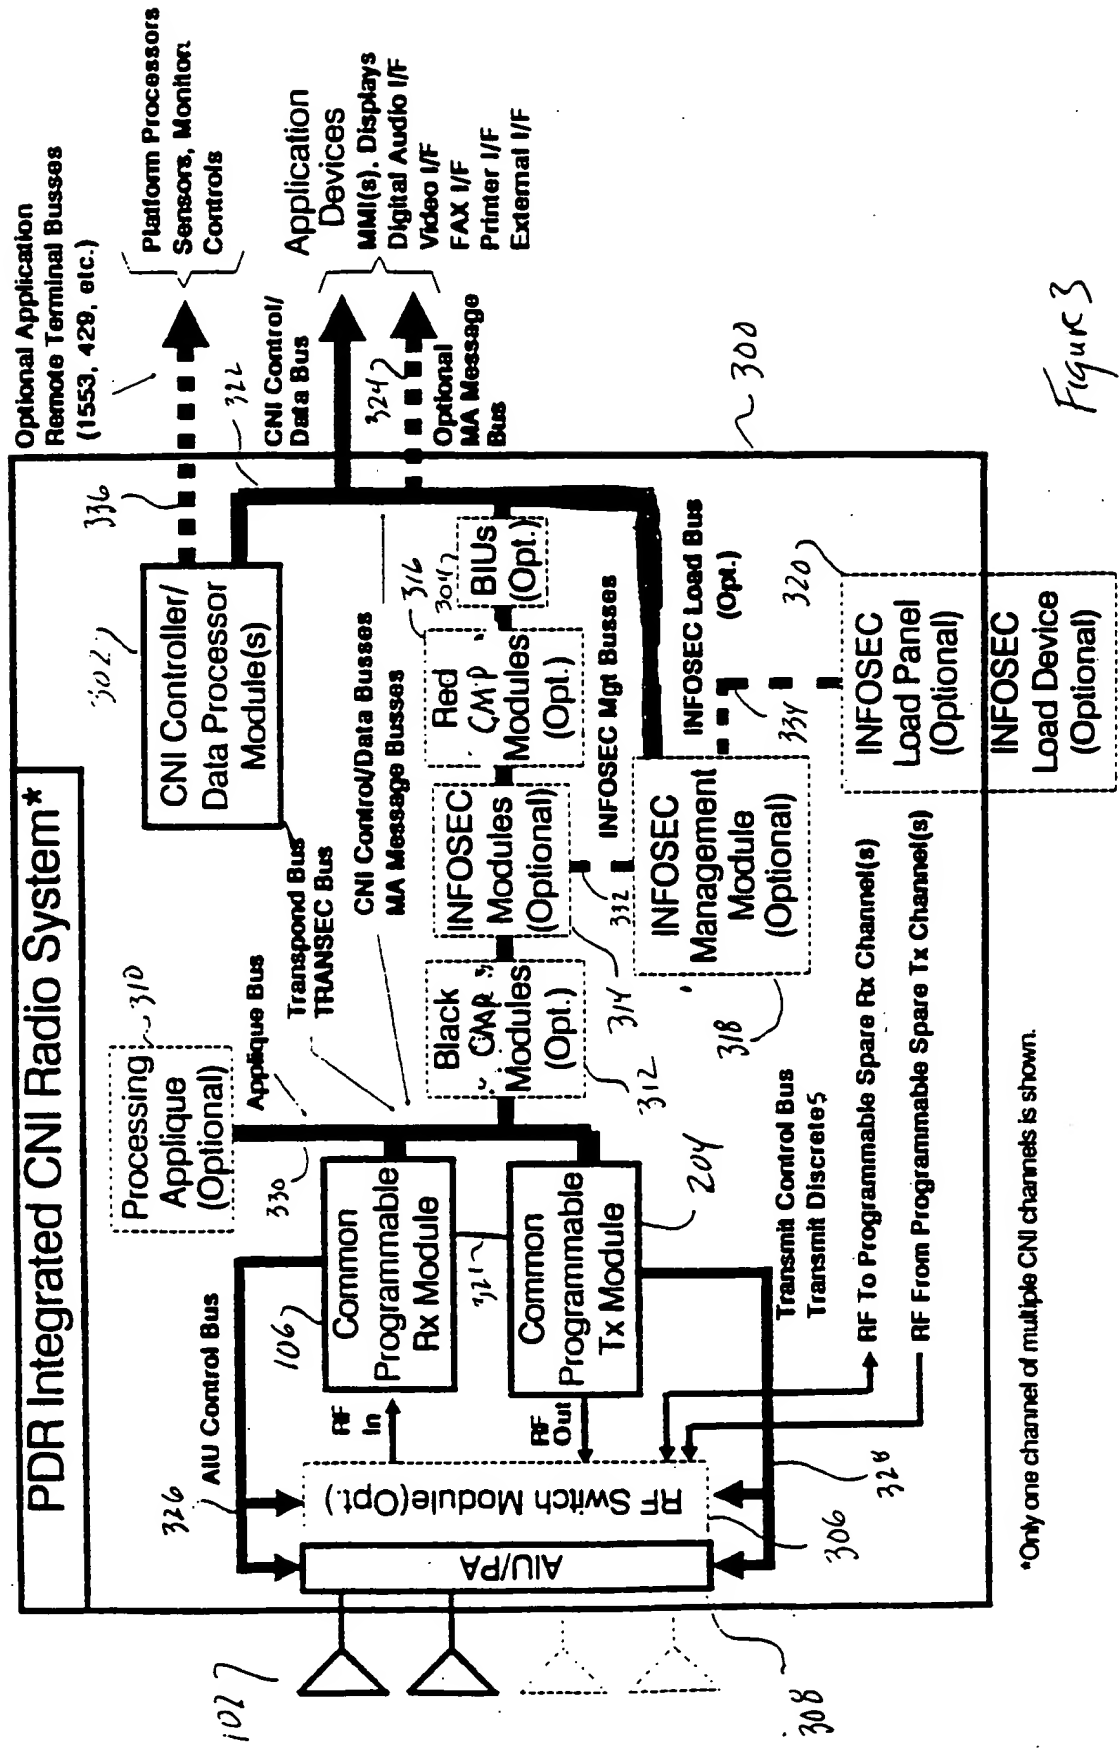 PDR Integrated CNI Radio System*
Optional Application
Remote Terminal Busses
(1553, 429, etc.)
Platform Processors
Sensors, Moniton
Controls
336
322
302
CNI Controller/
Data Processor
Module(s)
CNI Control/
Data Bus
Application
Devices
MMI(s), Displays
Digital Audio I/F
Video I/F
FAX I/F
Printer I/F
External I/F
324
Optional
MA Message
Bus
Processing
Applique
(Optional)
310
Applique Bus
330
Transpond Bus
TRANSEC Bus
CNI Control/Data Busses
MA Message Busses
AIU Control Bus
326
106
Common
Programmable
Rx Module
RF
In
321
Common
Programmable
Tx Module
204
RF
Out
RF Switch Module(Opt.)
AIU/PA
102
308
306
328
Black
CMP
Modules
(Opt.)
312
INFOSEC
Modules
(Optional)
314
Red
CMP
Modules
(Opt.)
316
304
BIUs
(Opt.)
INFOSEC Mgt Busses
332
INFOSEC
Management
Module
(Optional)
318
INFOSEC Load Bus
(Opt.)
334
320
INFOSEC
Load Panel
(Optional)
INFOSEC
Load Device
(Optional)
Transmit Control Bus
Transmit Discretes
RF To Programmable Spare Rx Channel(s)
RF From Programmable Spare Tx Channel(s)
300
*Only one channel of multiple CNI channels is shown.
Figure 3